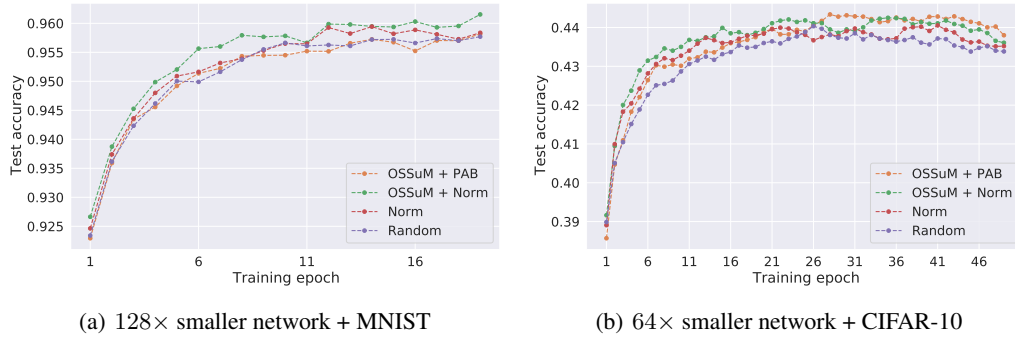 0.960
0.955
0.950
0.945
0.940
0.935
0.930
0.925
Test accuracy
OSSuM + PAB
OSSuM + Norm
Norm
Random
1 6 11 16
Training epoch
(a) 128× smaller network + MNIST
0.44
0.43
0.42
0.41
0.40
0.39
Test accuracy
OSSuM + PAB
OSSuM + Norm
Norm
Random
1 6 11 16 21 26 31 36 41 46
Training epoch
(b) 64× smaller network + CIFAR-10